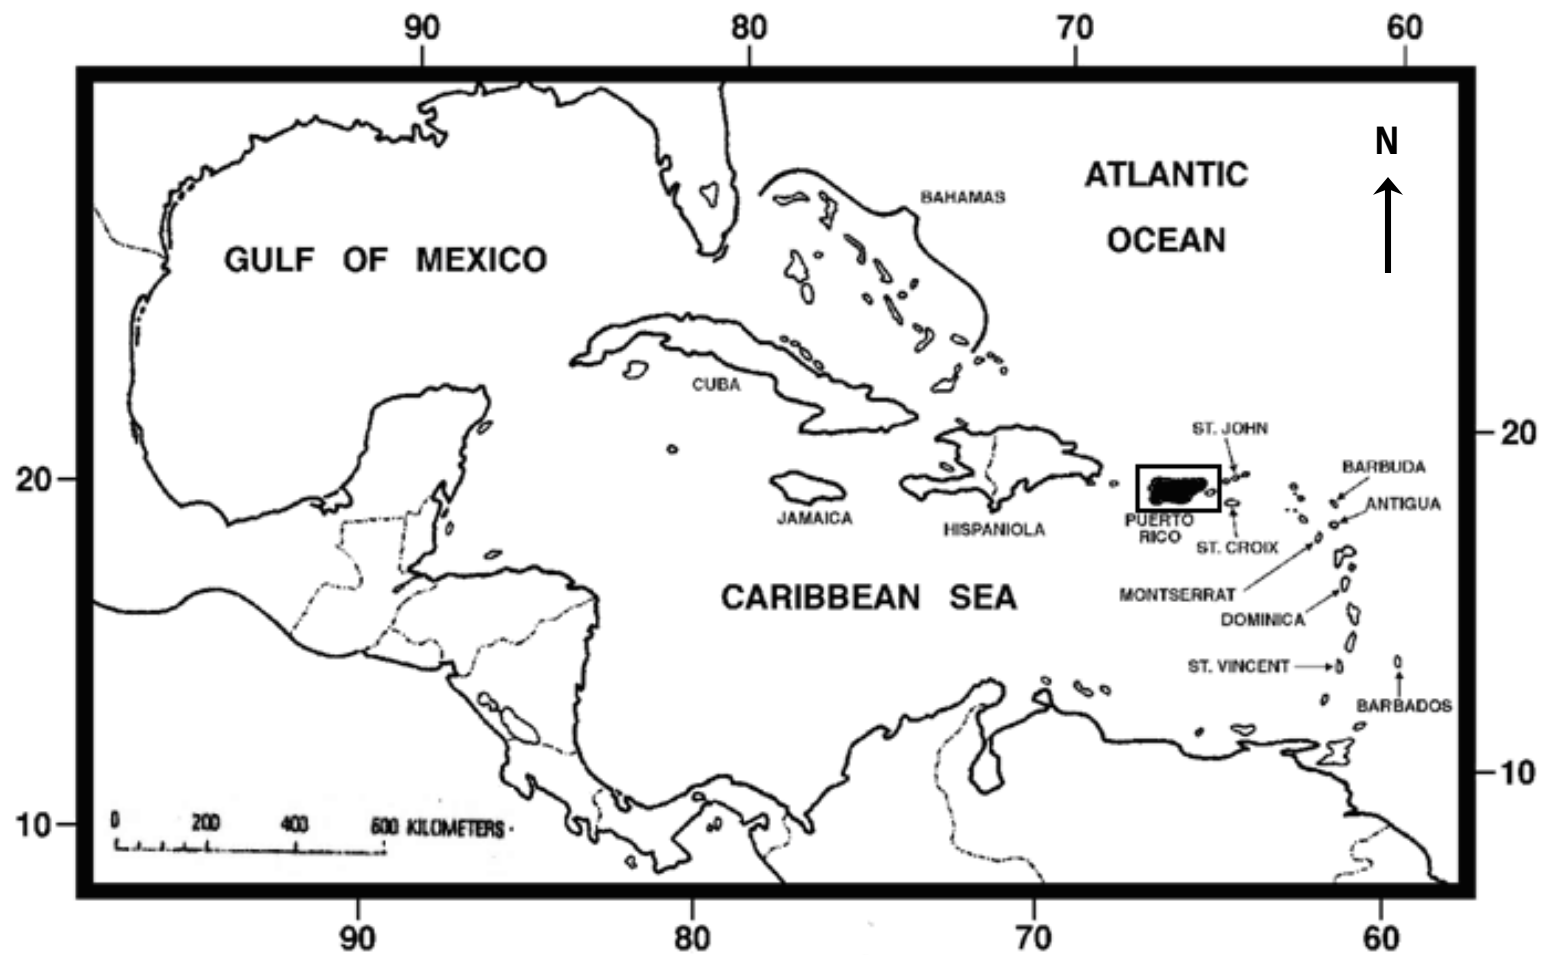 90 80 70 60
N
ATLANTIC
OCEAN
BAHAMAS
GULF OF MEXICO
CUBA
ST. JOHN
20
BARBUDA
20
ANTIGUA
JAMAICA
HISPANIOLA
PUERTO
RICO
ST. CROIX
CARIBBEAN SEA
MONTSERRAT
DOMINICA
ST. VINCENT
BARBADOS
10
10
0 200 400 600 KILOMETERS
90 80 70 60